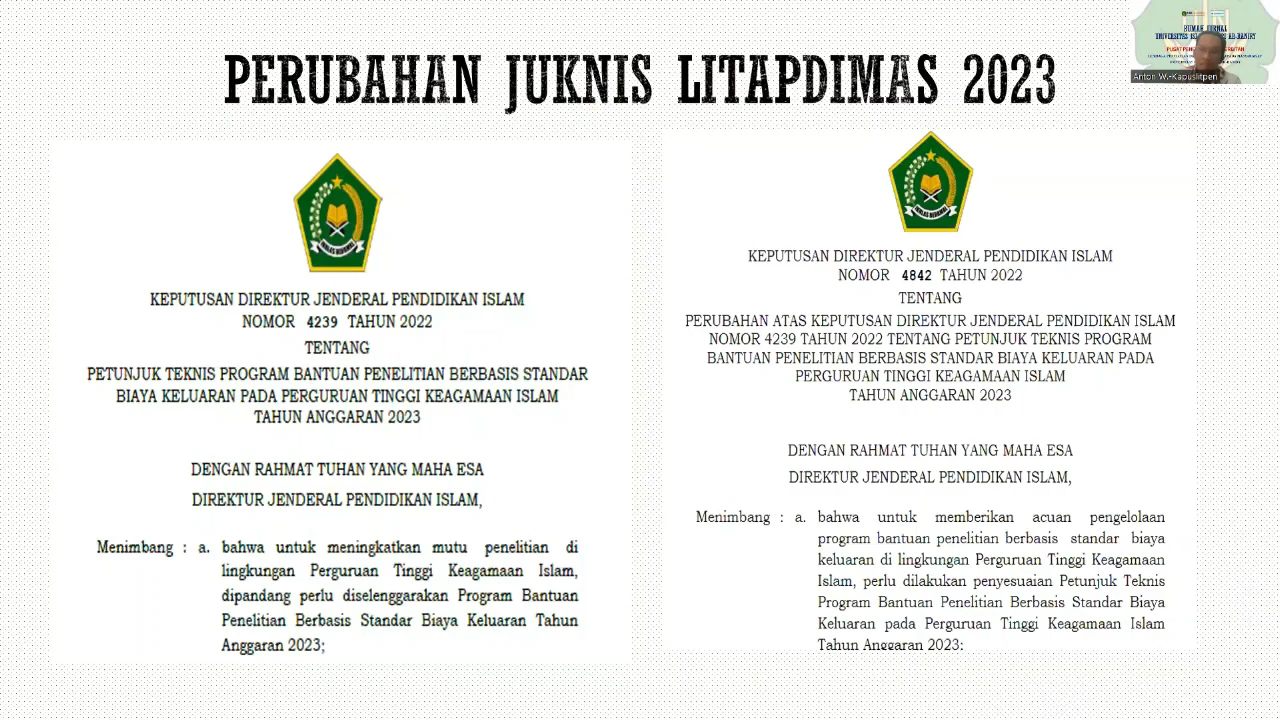 PERUBAHAN JUKNIS LITAPDIMAS 2023
KEPUTUSAN DIREKTUR JENDERAL PENDIDIKAN ISLAM
NOMOR 4239 TAHUN 2022
TENTANG
PETUNJUK TEKNIS PROGRAM BANTUAN PENELITIAN BERBASIS STANDAR
BIAYA KELUARAN PADA PERGURUAN TINGGI KEAGAMAAN ISLAM
TAHUN ANGGARAN 2023
DENGAN RAHMAT TUHAN YANG MAHA ESA
DIREKTUR JENDERAL PENDIDIKAN ISLAM,
Menimbang : a. bahwa untuk meningkatkan mutu penelitian di
lingkungan Perguruan Tinggi Keagamaan Islam,
dipandang perlu diselenggarakan Program Bantuan
Penelitian Berbasis Standar Biaya Keluaran Tahun
Anggaran 2023;
KEPUTUSAN DIREKTUR JENDERAL PENDIDIKAN ISLAM
NOMOR 4842 TAHUN 2022
TENTANG
PERUBAHAN ATAS KEPUTUSAN DIREKTUR JENDERAL PENDIDIKAN ISLAM
NOMOR 4239 TAHUN 2022 TENTANG PETUNJUK TEKNIS PROGRAM
BANTUAN PENELITIAN BERBASIS STANDAR BIAYA KELUARAN PADA
PERGURUAN TINGGI KEAGAMAAN ISLAM
TAHUN ANGGARAN 2023
DENGAN RAHMAT TUHAN YANG MAHA ESA
DIREKTUR JENDERAL PENDIDIKAN ISLAM,
Menimbang : a. bahwa untuk memberikan acuan pengelolaan
program bantuan penelitian berbasis standar biaya
keluaran di lingkungan Perguruan Tinggi Keagamaan
Islam, perlu dilakukan penyesuaian Petunjuk Teknis
Program Bantuan Penelitian Berbasis Standar Biaya
Keluaran pada Perguruan Tinggi Keagamaan Islam
Tahun Anggaran 2023;
RUMAH JURNAL
Anton W.-Kapuslitpen